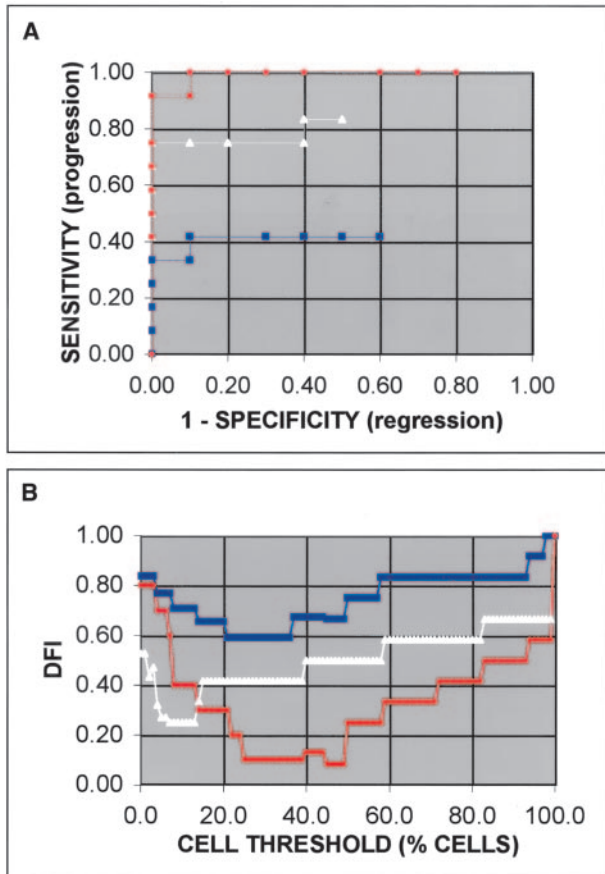 A
1.00
0.80
0.60
0.40
0.20
0.00
SENSITIVITY (progression)
0.00 0.20 0.40 0.60 0.80 1.00
1 - SPECIFICITY (regression)
B
1.00
0.80
0.60
0.40
0.20
0.00
DFI
0.0 20.0 40.0 60.0 80.0 100.0
CELL THRESHOLD (% CELLS)